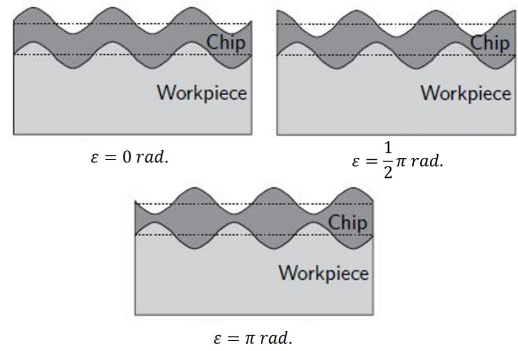 Chip
Workpiece
ε = 0 rad.
Chip
Workpiece
ε = 1/2 π rad.
Chip
Workpiece
ε = π rad.